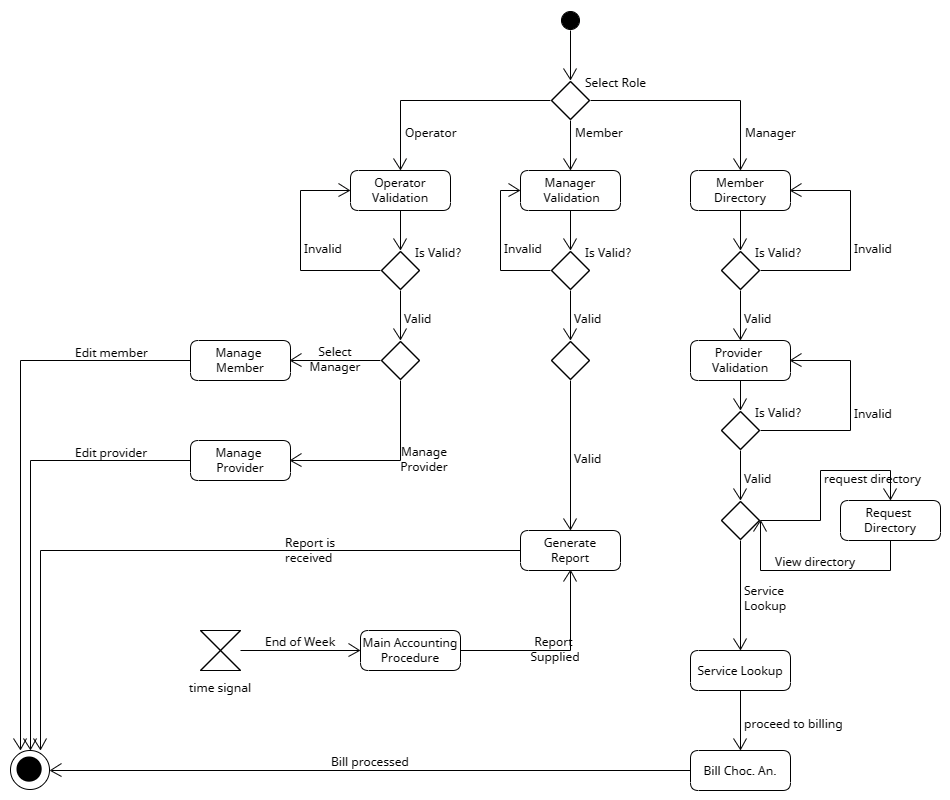 Select Role
Operator
Member
Manager
Operator
Validation
Manager
Validation
Member
Directory
Invalid
Is Valid?
Invalid
Is Valid?
Is Valid?
Invalid
Valid
Valid
Valid
Edit member
Manage
Member
Select
Manager
Provider
Validation
Is Valid?
Invalid
Edit provider
Manage
Provider
Manage
Provider
Valid
Valid
request directory
Request
Directory
Report is
received
Generate
Report
View directory
Service
Lookup
End of Week
Main Accounting
Procedure
Report
Supplied
time signal
Service Lookup
proceed to billing
Bill processed
Bill Choc. An.